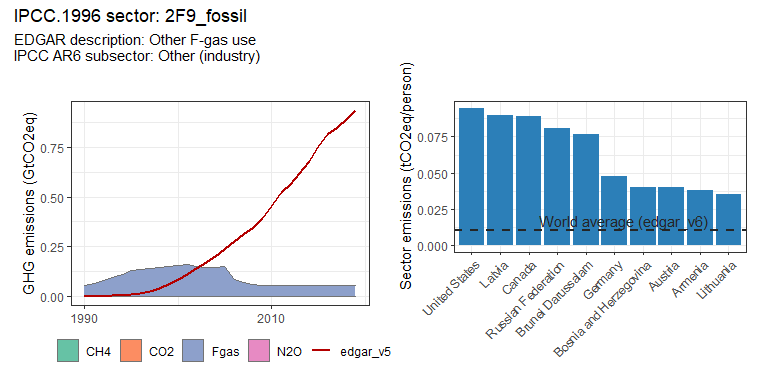 IPCC.1996 sector: 2F9_fossil
EDGAR description: Other F-gas use
IPCC AR6 subsector: Other (industry)
GHG emissions (GtCO2eq)
0.75
0.50
0.25
0.00
1990
2010
CH4
CO2
Fgas
N2O
edgar_v5
Sector emissions (tCO2eq/person)
0.075
0.050
0.025
0.000
World average (edgar_v6)
United States
Latvia
Canada
Russian Federation
Brunei Darussalam
Germany
Bosnia and Herzegovina
Austria
Armenia
Lithuania